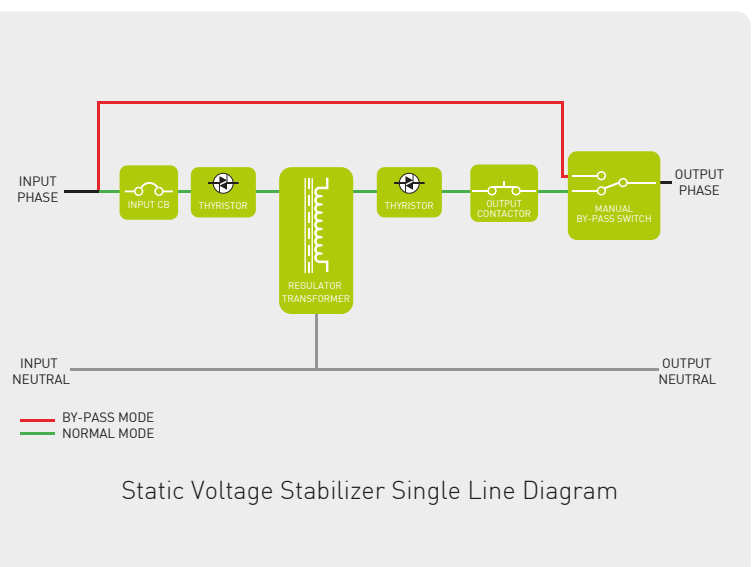 INPUT
PHASE
INPUT CB
THYRISTOR
REGULATOR
TRANSFORMER
THYRISTOR
OUTPUT
CONTACTOR
MANUAL
BY-PASS SWITCH
OUTPUT
PHASE
INPUT
NEUTRAL
OUTPUT
NEUTRAL
BY-PASS MODE
NORMAL MODE
Static Voltage Stabilizer Single Line Diagram